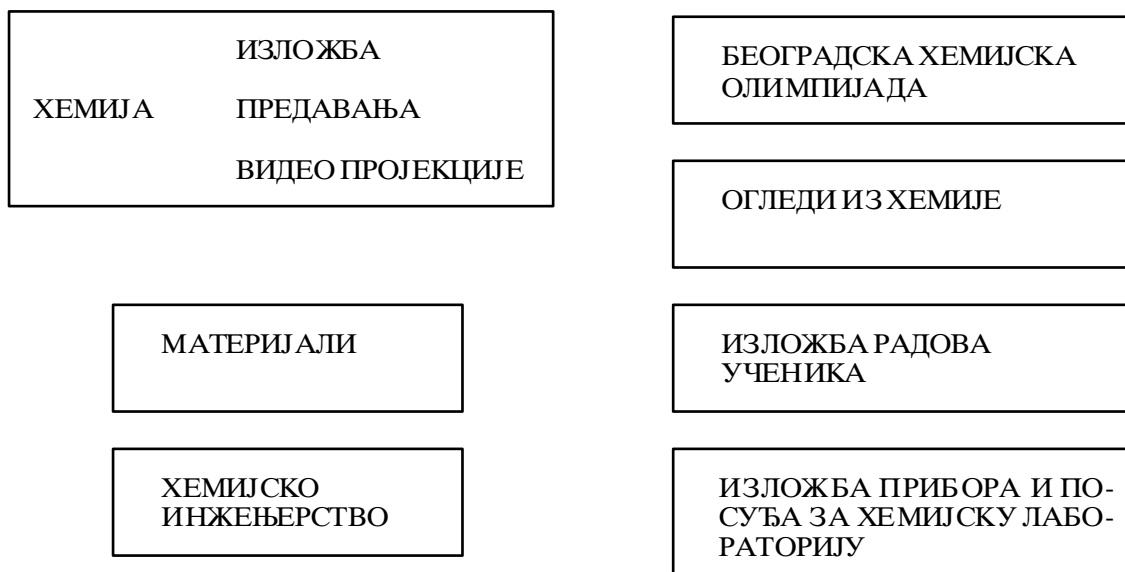 ИЗЛОЖБА
ХЕМИЈА ПРЕДАВАЊА
ВИДЕО ПРОЈЕКЦИЈЕ
МАТЕРИЈАЛИ
ХЕМИЈСКО
ИНЖЕЊЕРСТВО
БЕОГРАДСКА ХЕМИЈСКА
ОЛИМПИЈАДА
ОГЛЕДИ ИЗ ХЕМИЈЕ
ИЗЛОЖБА РАДОВА
УЧЕНИКА
ИЗЛОЖБА ПРИБОРА И ПО-
СУЂА ЗА ХЕМИЈСКУ ЛАБО-
РАТОРИЈУ